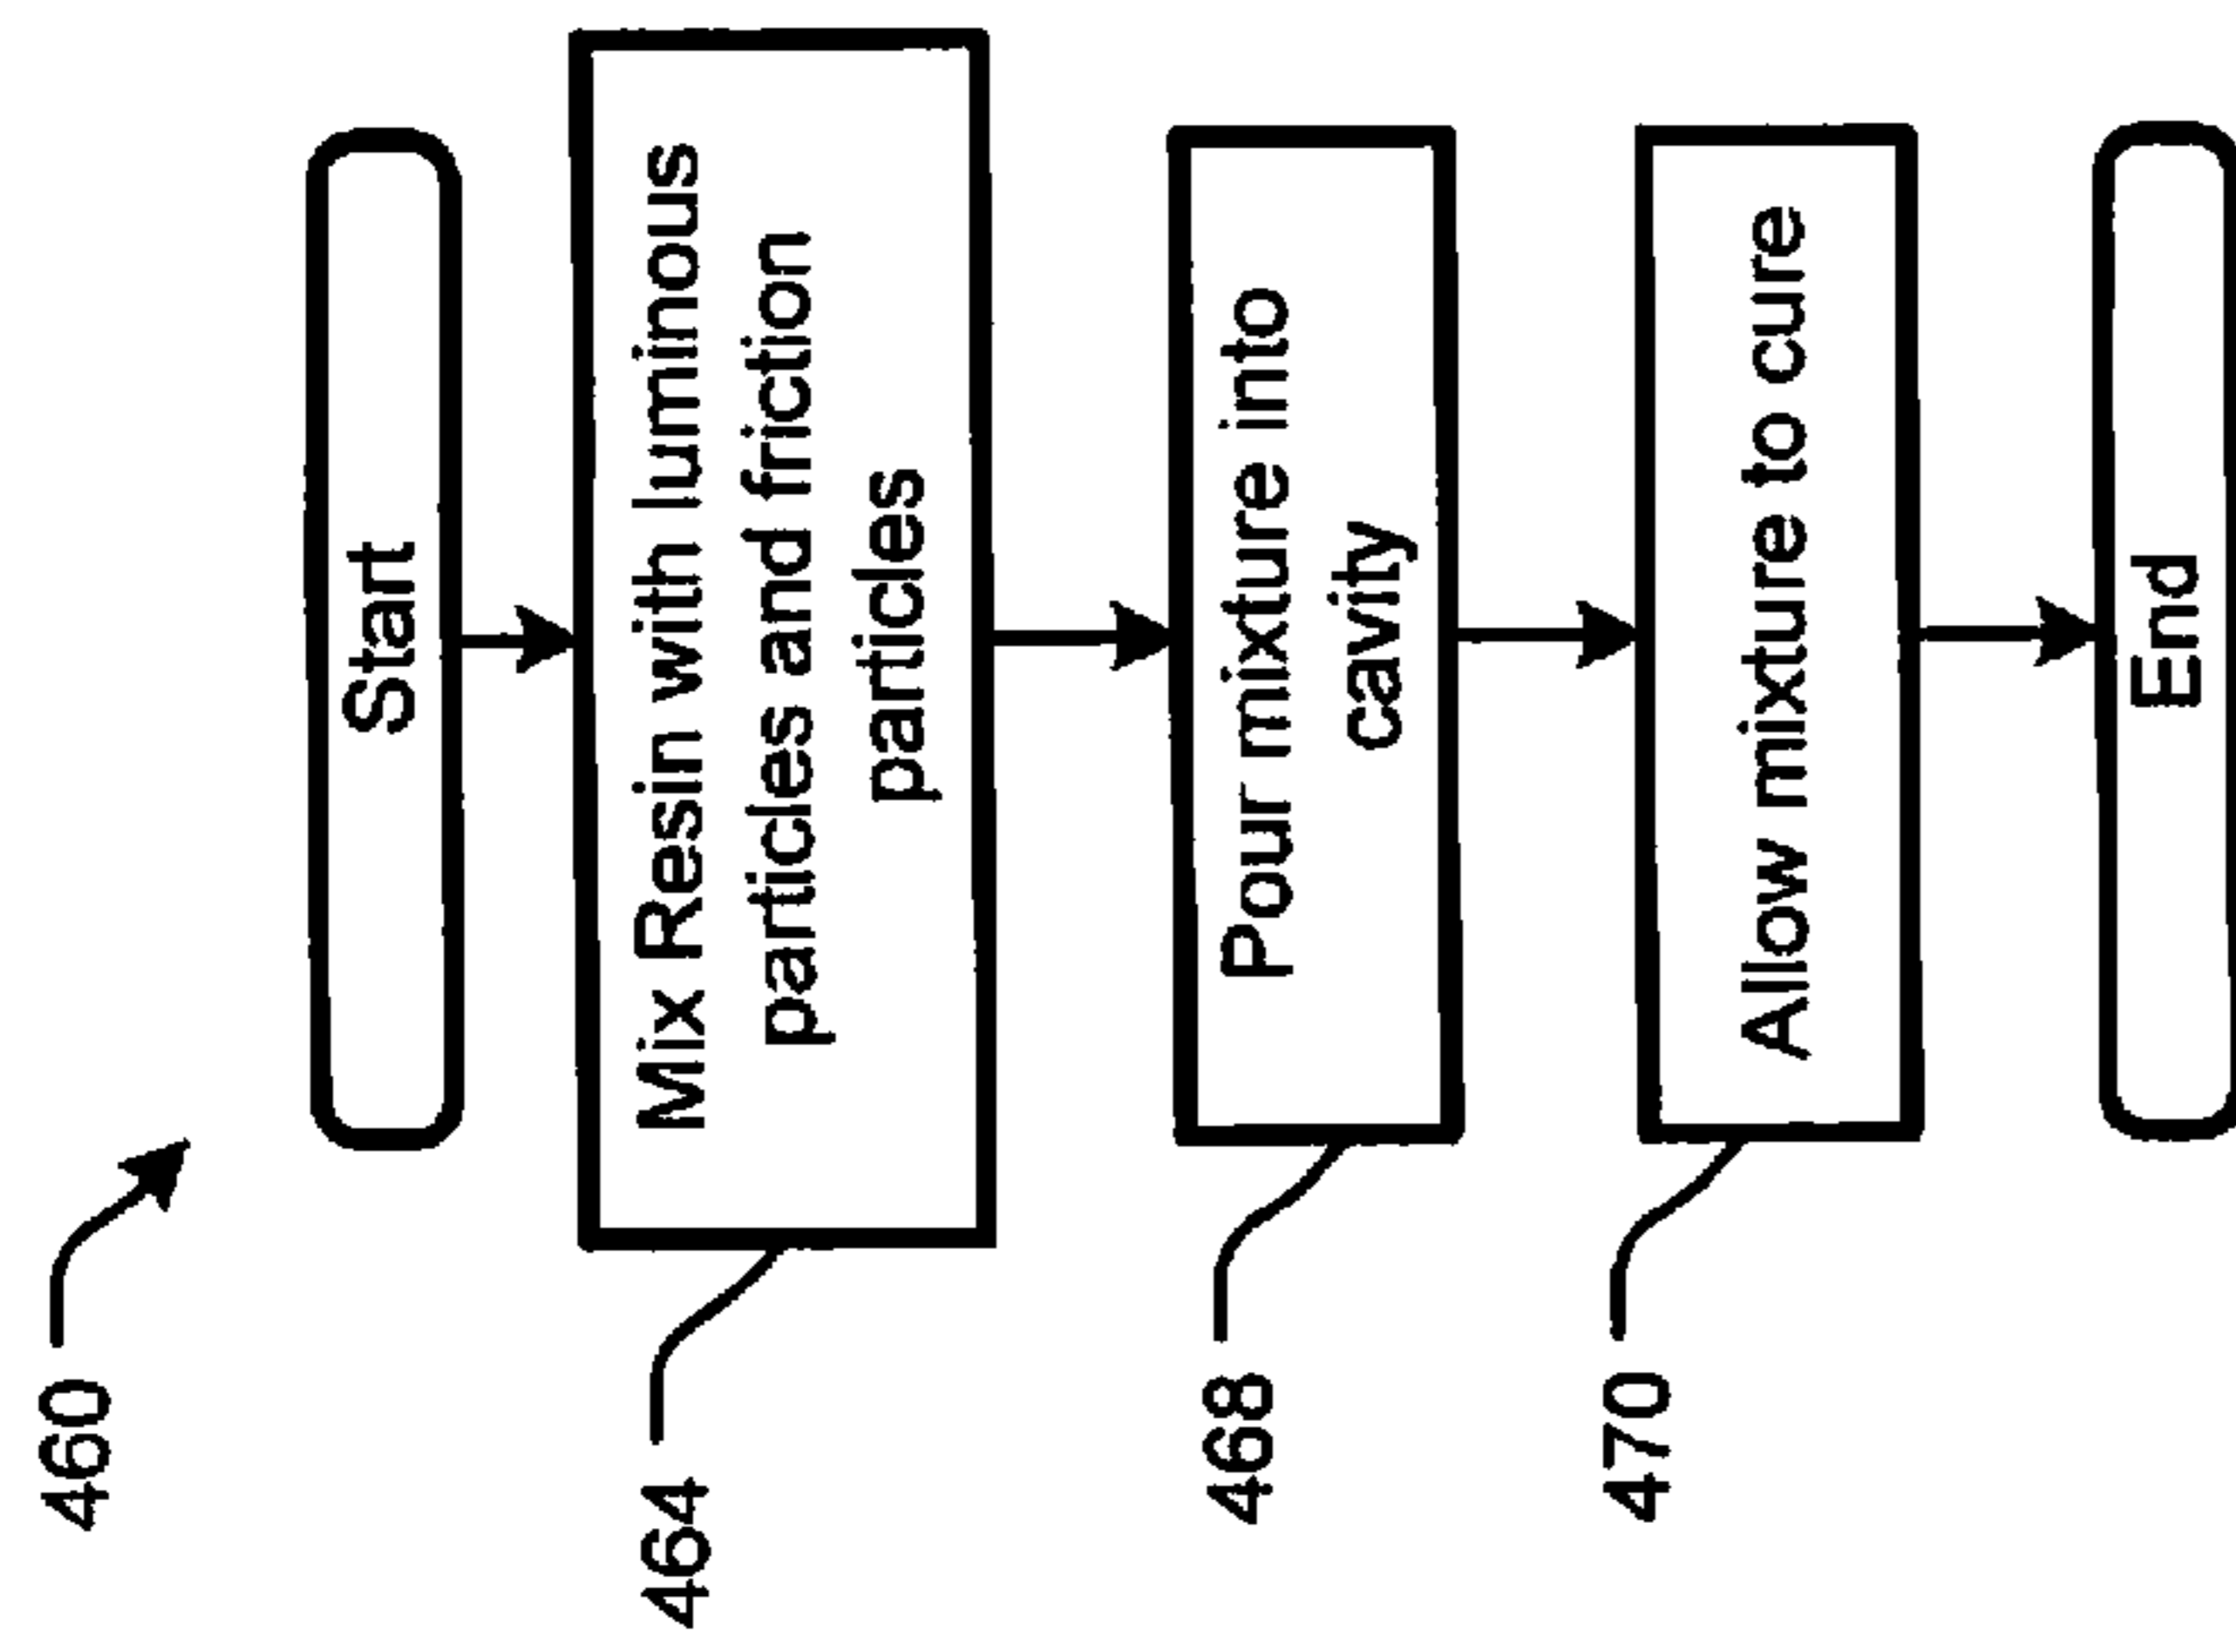 460
Start
464
Mix Resin with luminous
particles and friction
particles
468
Pour mixture into
cavity
470
Allow mixture to cure
End